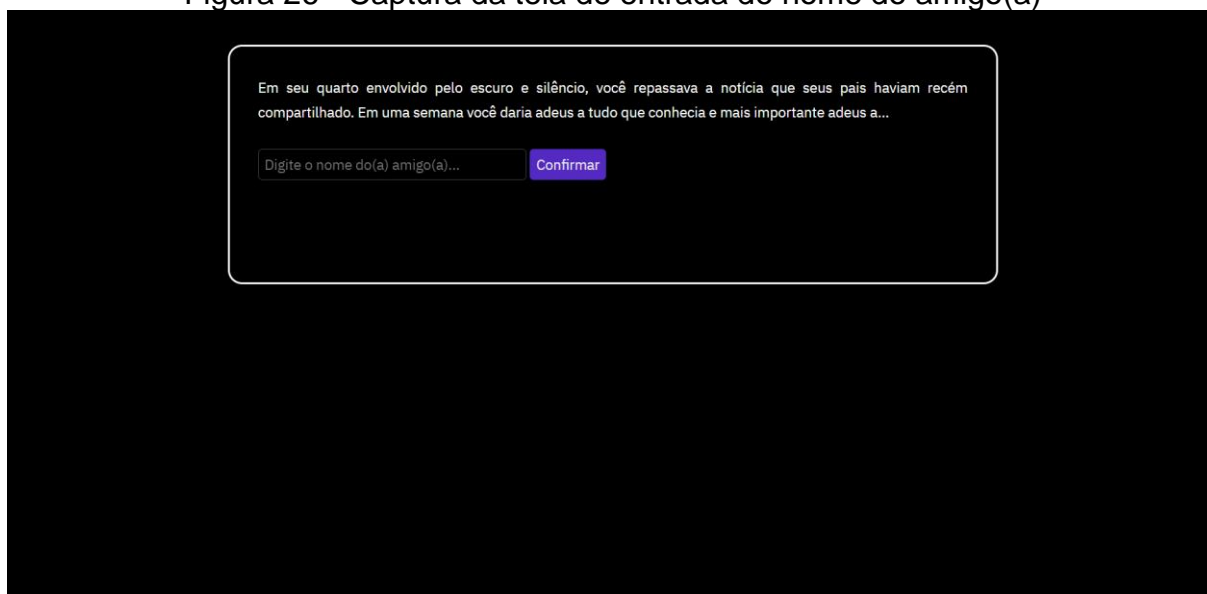 Figura 26 - Captura da tela de entrada do nome do amigo(a)
Em seu quarto envolvido pelo escuro e silêncio, você repassava a notícia que seus pais haviam recém
compartilhado. Em uma semana você daria adeus a tudo que conhecia e mais importante adeus a...
Digite o nome do(a) amigo(a)... Confirmar